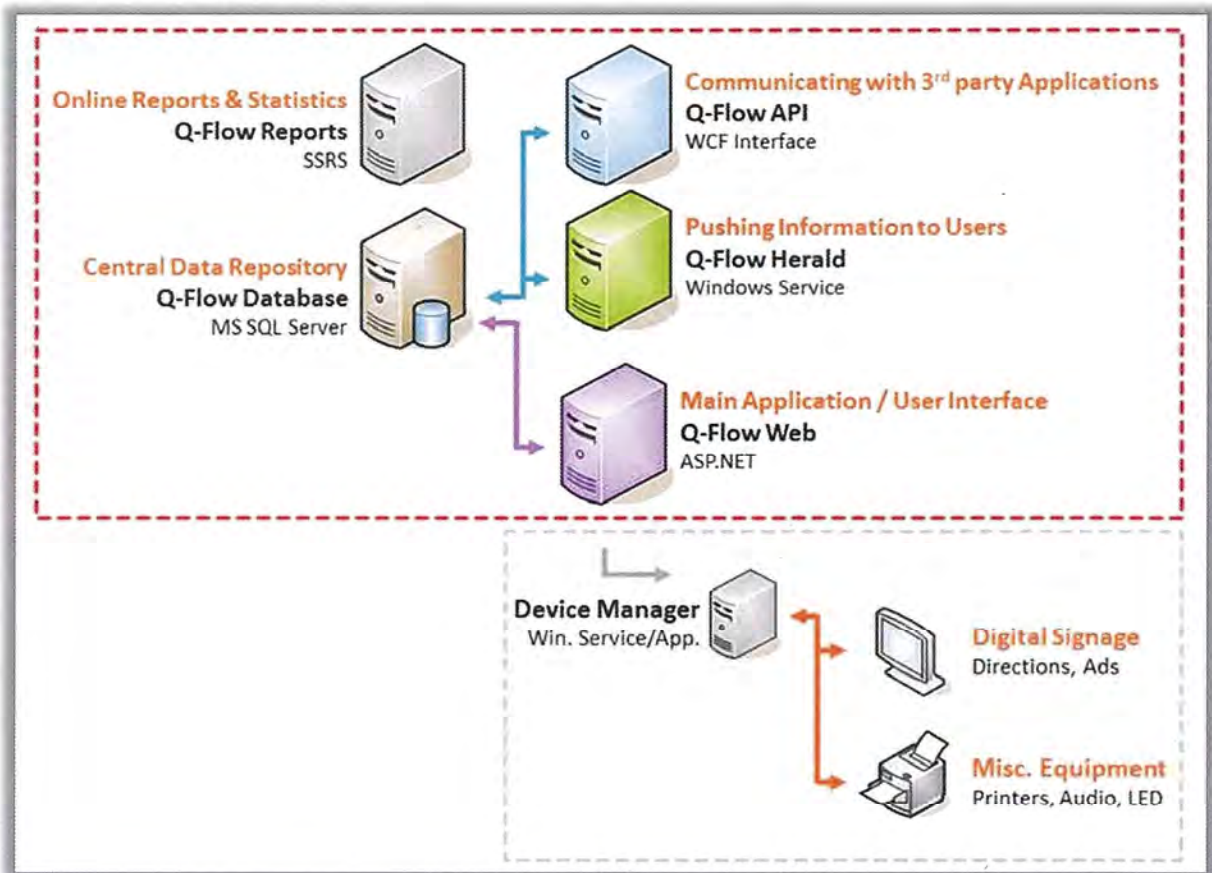 Online Reports & Statistics
Q-Flow Reports
SSRS
Communicating with 3rd party Applications
Q-Flow API
WCF Interface
Central Data Repository
Q-Flow Database
MS SQL Server
Pushing Information to Users
Q-Flow Herald
Windows Service
Main Application / User Interface
Q-Flow Web
ASP.NET
Device Manager
Win. Service/App.
Digital Signage
Directions, Ads
Misc. Equipment
Printers, Audio, LED